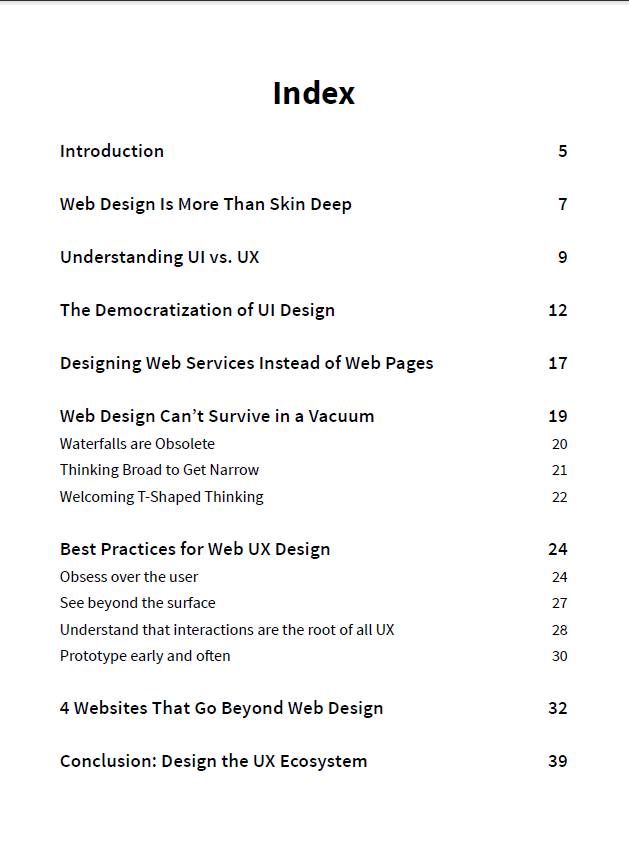 Index
Introduction 5
Web Design Is More Than Skin Deep 7
Understanding UI vs. UX 9
The Democratization of UI Design 12
Designing Web Services Instead of Web Pages 17
Web Design Can’t Survive in a Vacuum 19
Waterfalls are Obsolete 20
Thinking Broad to Get Narrow 21
Welcoming T-Shaped Thinking 22
Best Practices for Web UX Design 24
Obsess over the user 24
See beyond the surface 27
Understand that interactions are the root of all UX 28
Prototype early and often 30
4 Websites That Go Beyond Web Design 32
Conclusion: Design the UX Ecosystem 39